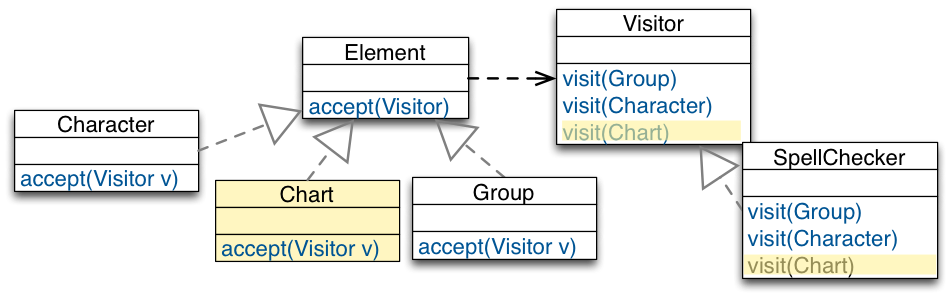 Visitor
visit(Group)
visit(Character)
visit(Chart)
Element
accept(Visitor)
Character
accept(Visitor v)
Chart
accept(Visitor v)
Group
accept(Visitor v)
SpellChecker
visit(Group)
visit(Character)
visit(Chart)